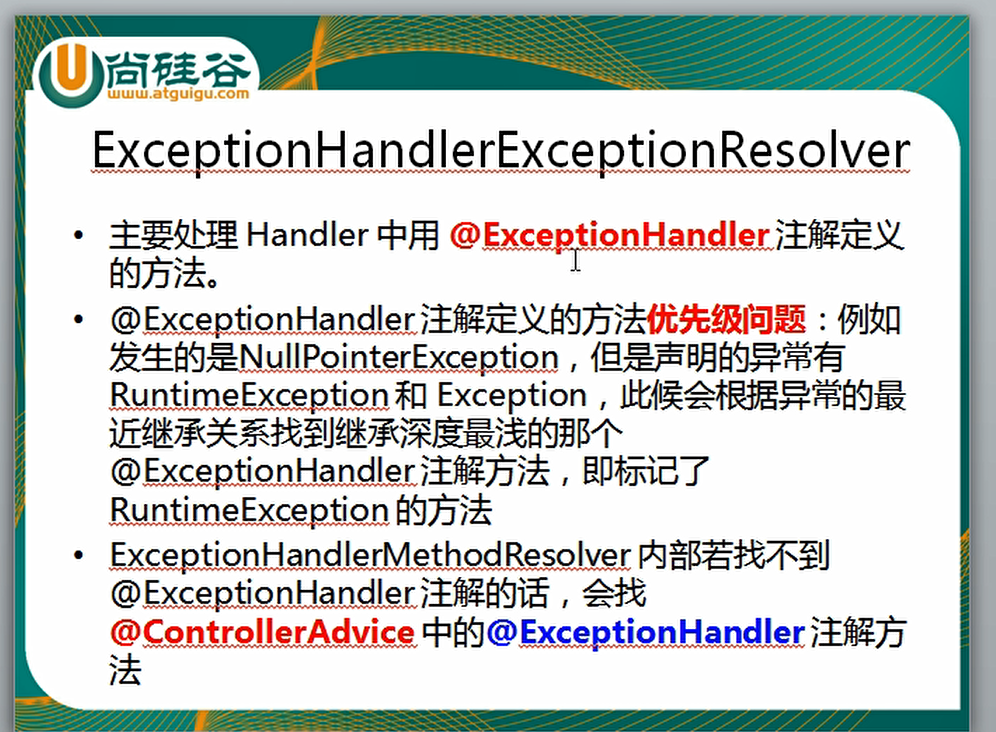 尚硅谷
www.atguigu.com
ExceptionHandlerExceptionResolver
• 主要处理 Handler 中用 @ExceptionHandler 注解定义
的方法。
• @ExceptionHandler 注解定义的方法优先级问题：例如
发生的是NullPointerException，但是声明的异常有
RuntimeException 和 Exception，此候会根据异常的最
近继承关系找到继承深度最浅的那个
@ExceptionHandler 注解方法，即标记了
RuntimeException 的方法
• ExceptionHandlerMethodResolver 内部若找不到
@ExceptionHandler 注解的话，会找
@ControllerAdvice 中的@ExceptionHandler 注解方
法